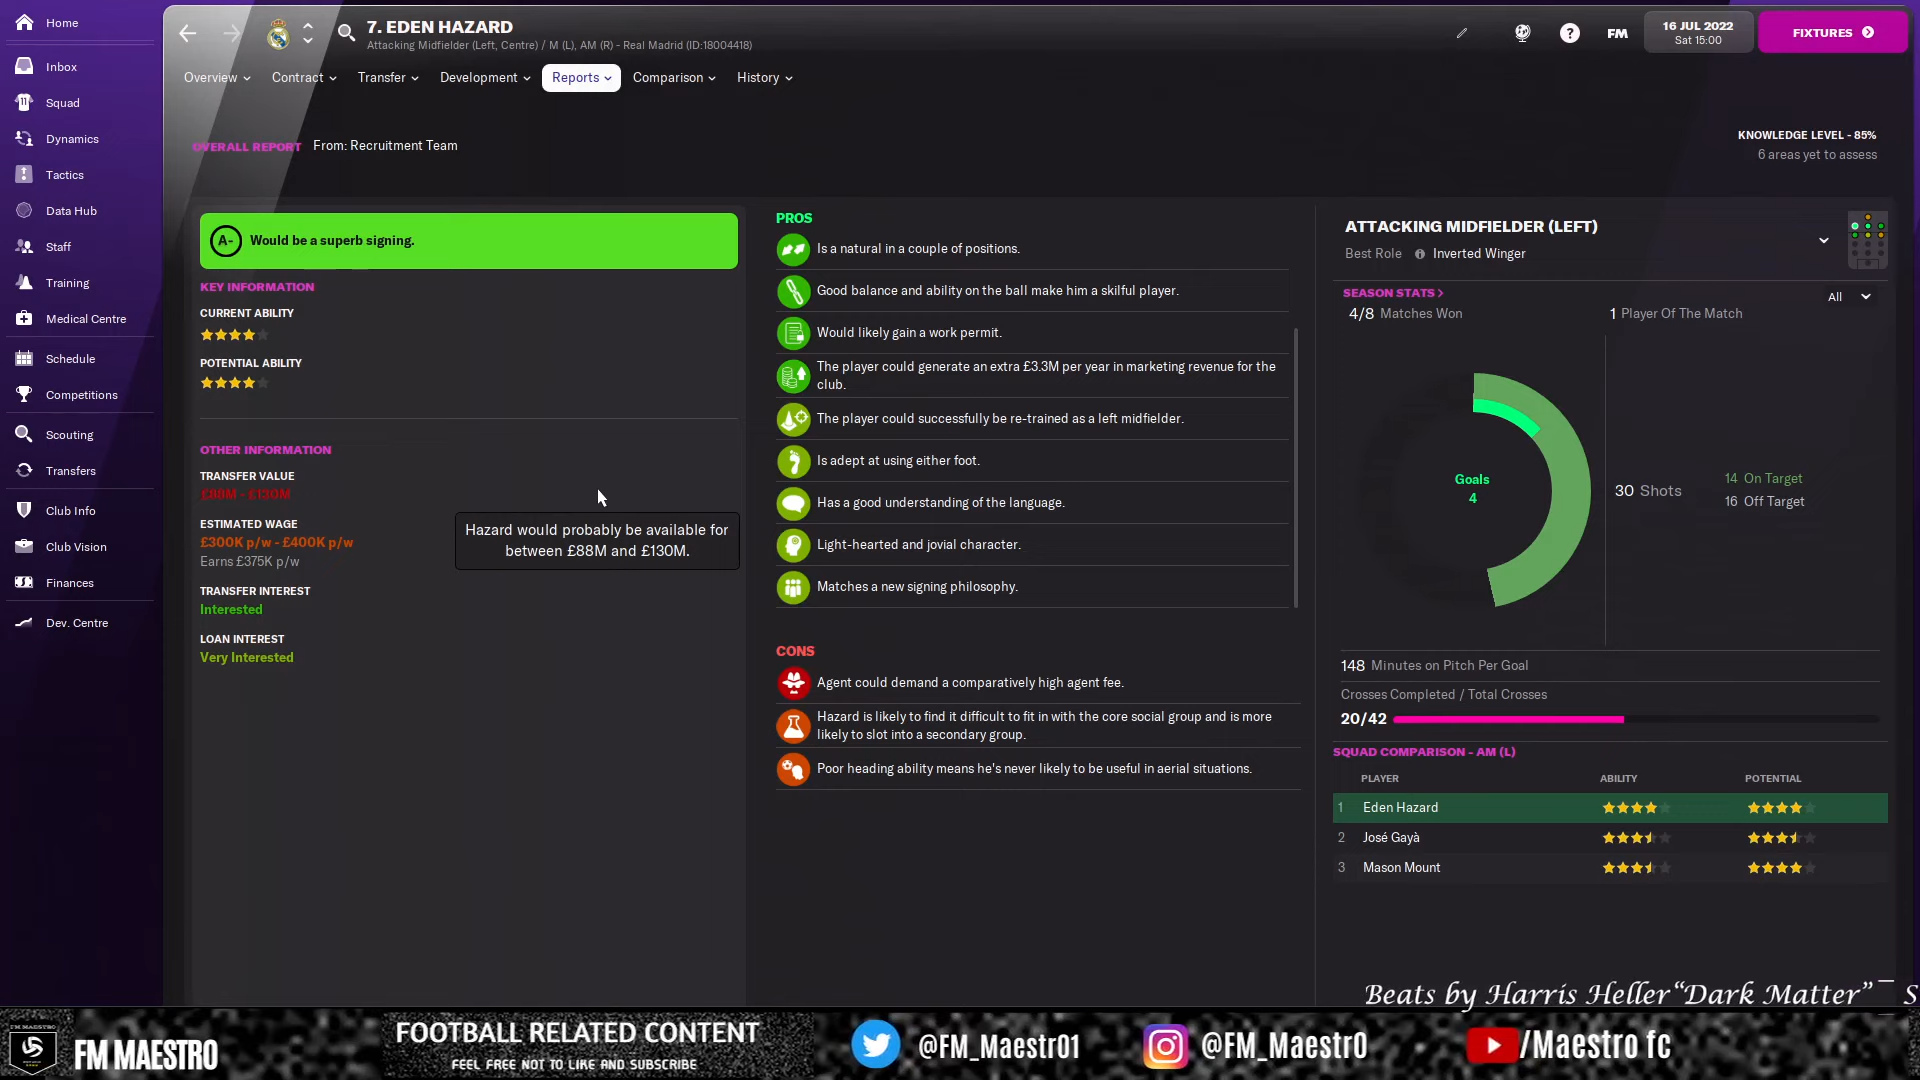 Home
Inbox
Squad
Dynamics
Tactics
Data Hub
Staff
Training
Medical Centre
Schedule
Competitions
Scouting
Transfers
Club Info
Club Vision
Finances
Dev. Centre
7. EDEN HAZARD
Attacking Midfielder (Left, Centre) / M (L), AM (R) - Real Madrid (ID:18004418)
FM
16 JUL 2022
Sat 15:00
FIXTURES
Overview Contract Transfer Development Reports Comparison History
OVERALL REPORT From: Recruitment Team
KNOWLEDGE LEVEL - 85%
6 areas yet to assess
A- Would be a superb signing.
KEY INFORMATION
CURRENT ABILITY
POTENTIAL ABILITY
OTHER INFORMATION
TRANSFER VALUE
£88M - £130M
ESTIMATED WAGE
£300K p/w - £400K p/w
Earns £375K p/w
TRANSFER INTEREST
Interested
LOAN INTEREST
Very Interested
Hazard would probably be available for
between £88M and £130M.
PROS
Is a natural in a couple of positions.
Good balance and ability on the ball make him a skilful player.
Would likely gain a work permit.
The player could generate an extra £3.3M per year in marketing revenue for the
club.
The player could successfully be re-trained as a left midfielder.
Is adept at using either foot.
Has a good understanding of the language.
Light-hearted and jovial character.
Matches a new signing philosophy.
CONS
Agent could demand a comparatively high agent fee.
Hazard is likely to find it difficult to fit in with the core social group and is more
likely to slot into a secondary group.
Poor heading ability means he's never likely to be useful in aerial situations.
ATTACKING MIDFIELDER (LEFT)
Best Role Inverted Winger
SEASON STATS >
All
4/8 Matches Won
1 Player Of The Match
Goals
4
30 Shots
14 On Target
16 Off Target
148 Minutes on Pitch Per Goal
Crosses Completed / Total Crosses
20/42
SQUAD COMPARISON - AM (L)
PLAYER ABILITY POTENTIAL
1 Eden Hazard
2 José Gayà
3 Mason Mount
Beats by Harris Heller "Dark Matter" – S
FM MAESTRO
FM MAESTRO
FOOTBALL RELATED CONTENT
FEEL FREE NOT TO LIKE AND SUBSCRIBE
@FM_Maestr01
@FM_Maestr0
/Maestro fc